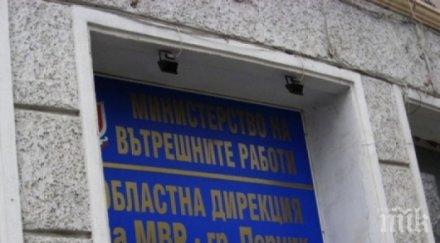 МИНИСТЕРСТВО НА
ВЪТРЕШНИТЕ РАБОТИ
ОБЛАСТНА ДИРЕКЦИЯ
МВР - гр.
пик